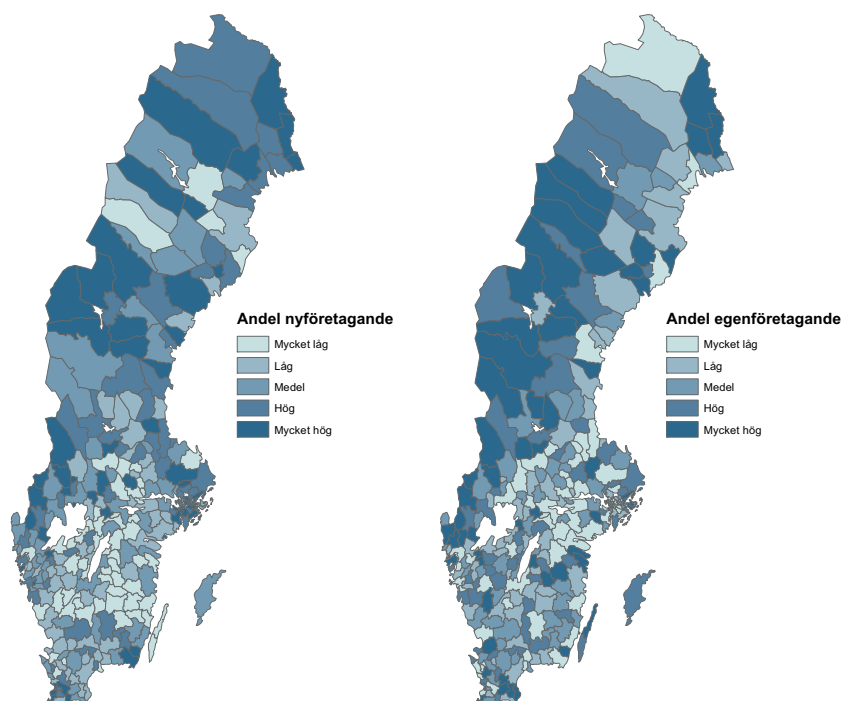 Andel nyföretagande
Mycket låg
Låg
Medel
Hög
Mycket hög
Andel egenföretagande
Mycket låg
Låg
Medel
Hög
Mycket hög